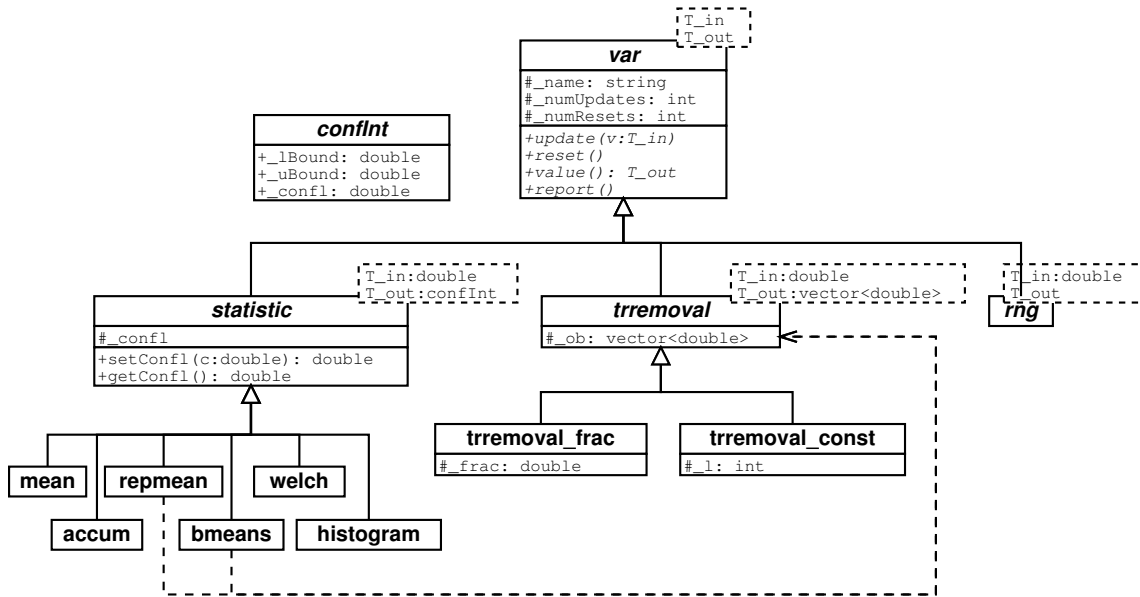 T_in
T_out
var
#_name: string
#_numUpdates: int
#_numResets: int
+update(v:T_in)
+reset()
+value(): T_out
+report()
confInt
+_lBound: double
+_uBound: double
+_confl: double
T_in:double
T_out:confInt
statistic
#_confl
+setConfl(c:double): double
+getConfl(): double
T_in:double
T_out:vector<double>
trremoval
#_ob: vector<double>
T_in:double
T_out
rng
trremoval_frac
#_frac: double
trremoval_const
#_l: int
mean
repmean
welch
accum
bmeans
histogram